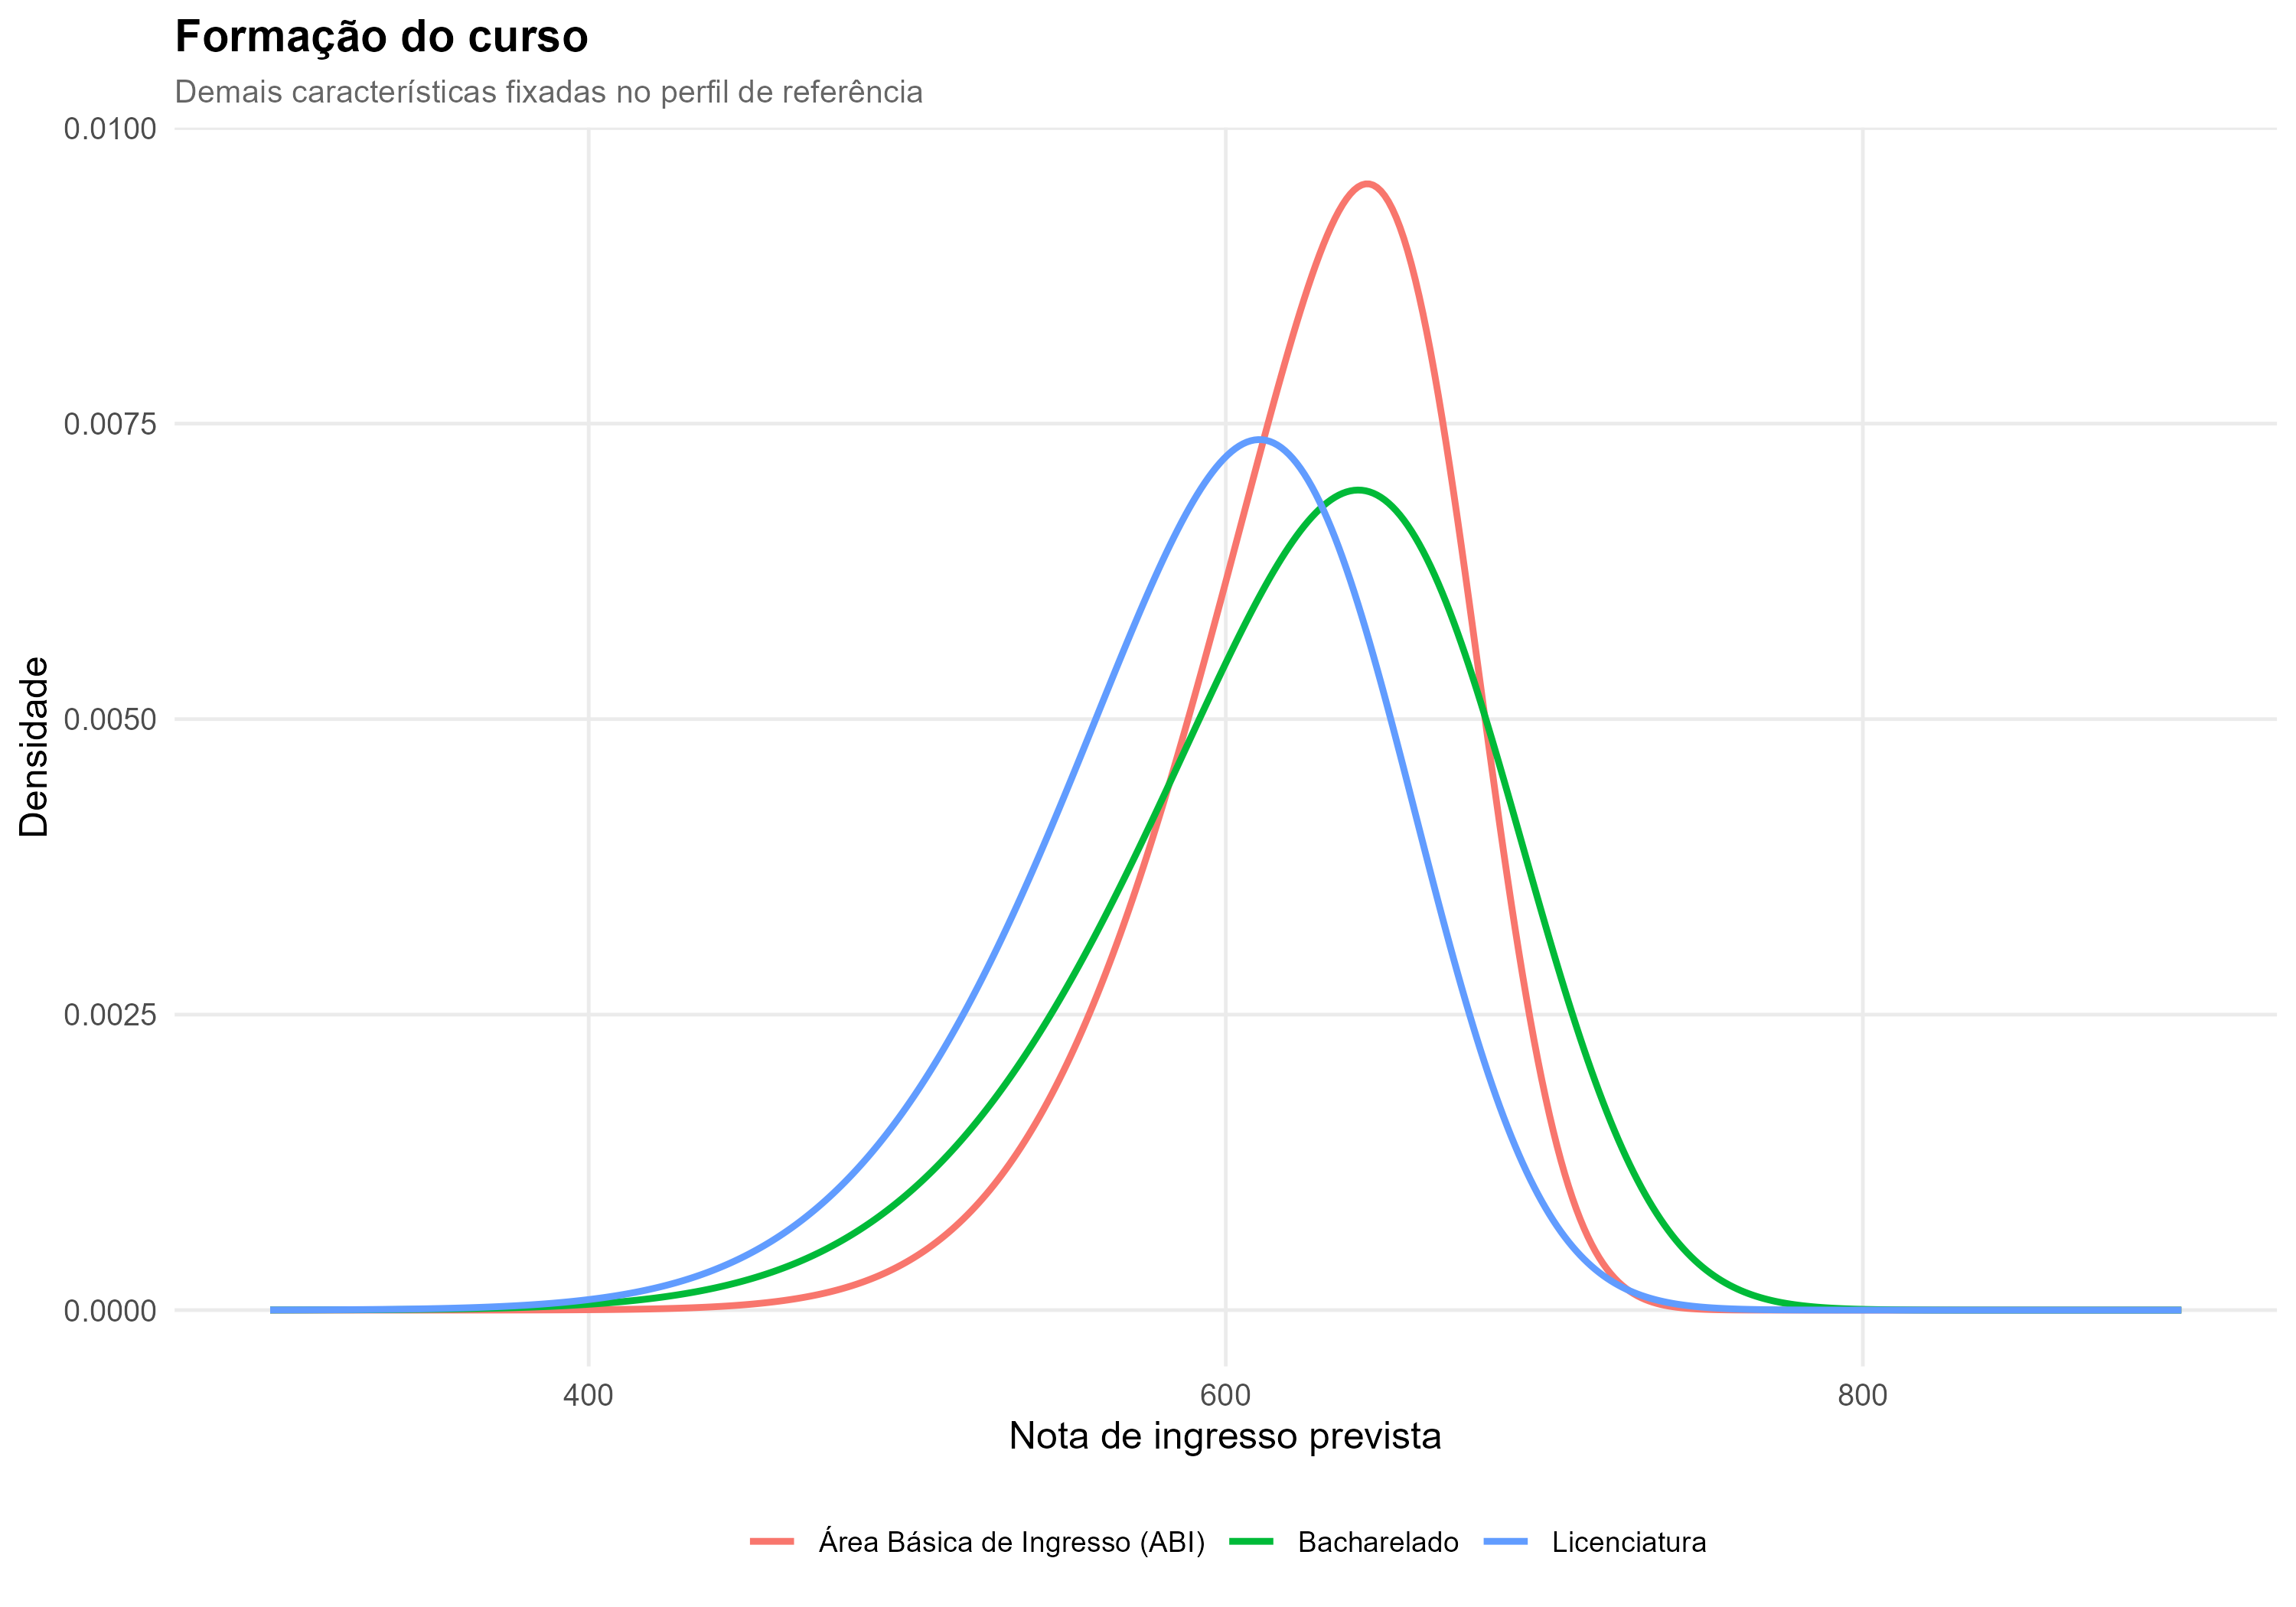 Formação do curso
Demais características fixadas no perfil de referência
0.0100
0.0075
0.0050
0.0025
0.0000
Densidade
400 600 800
Nota de ingresso prevista
Área Básica de Ingresso (ABI) Bacharelado Licenciatura